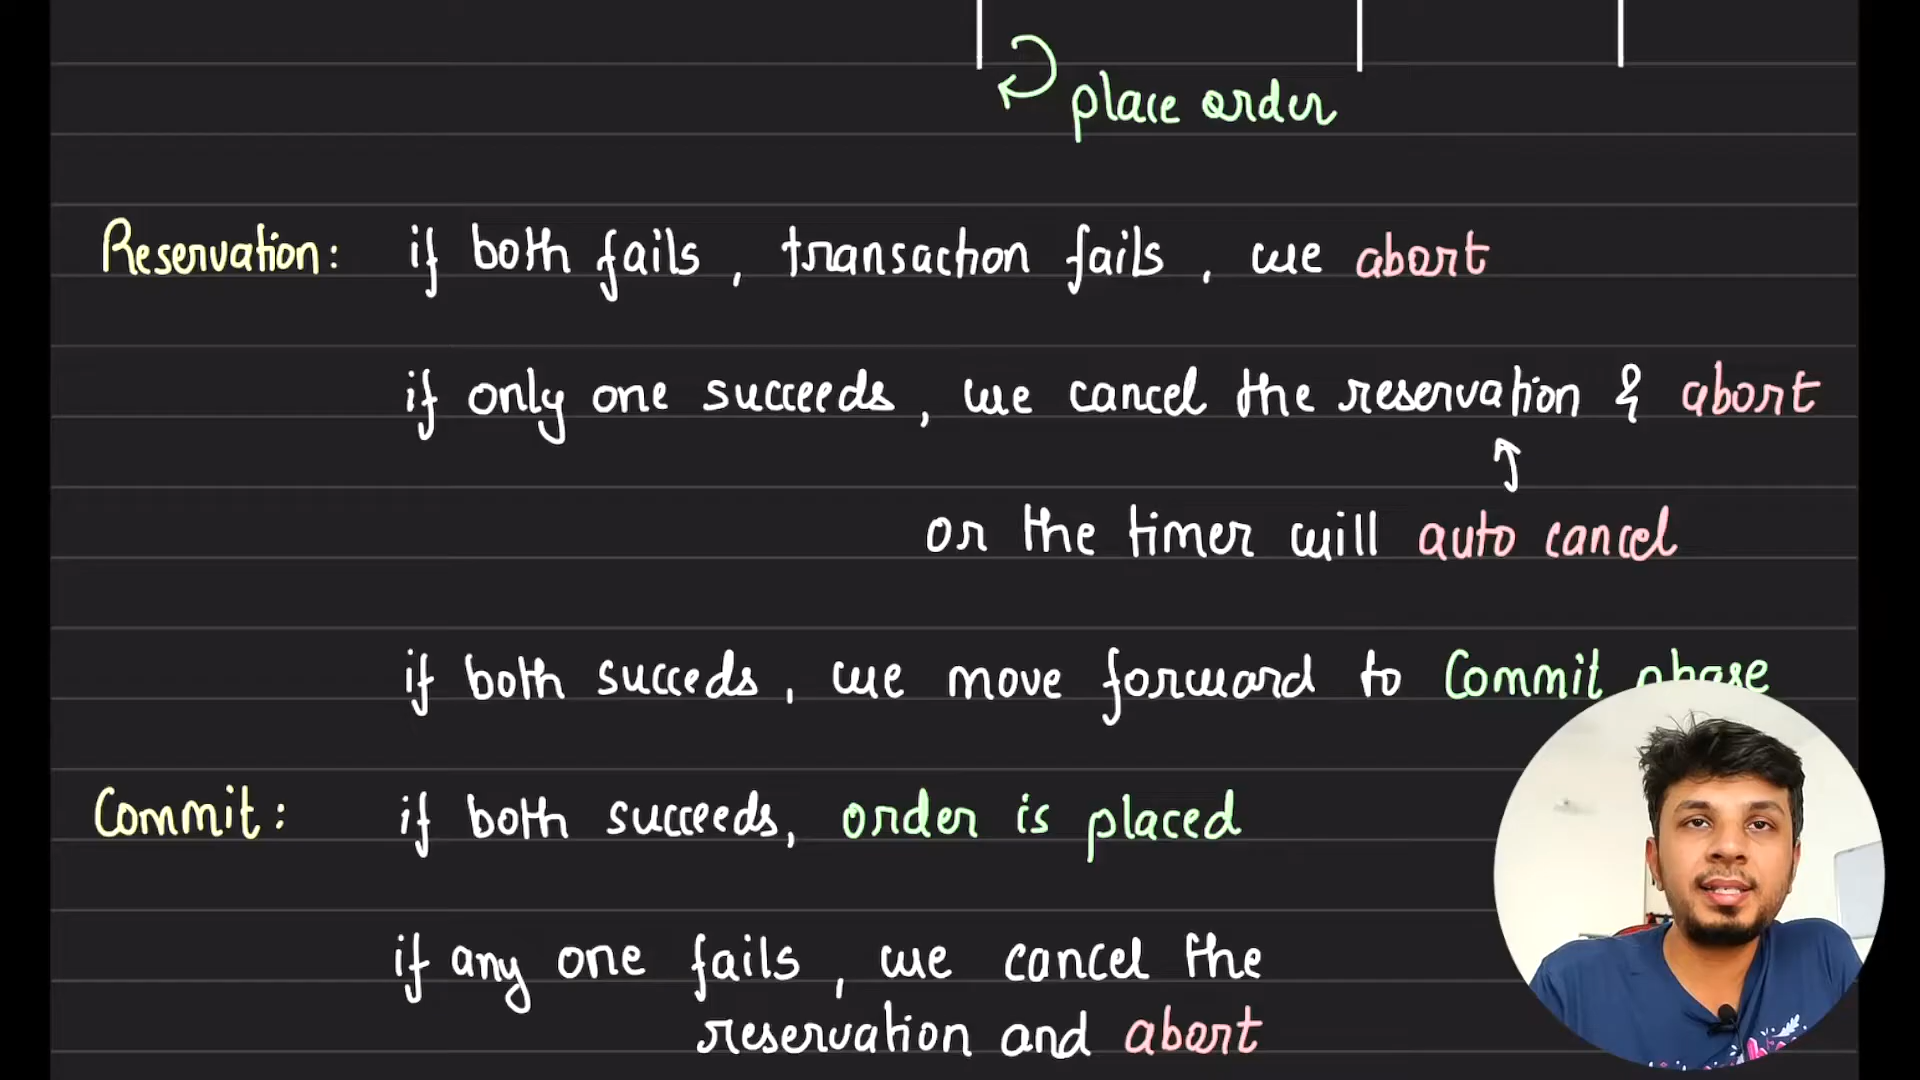 place order
Reservation: if both fails, transaction fails, we abort
if only one succeeds, we cancel the reservation & abort
or the timer will auto cancel
if both succeds, we move forward to Commit phase
Commit: if both succeeds, order is placed
if any one fails, we cancel the
reservation and abort